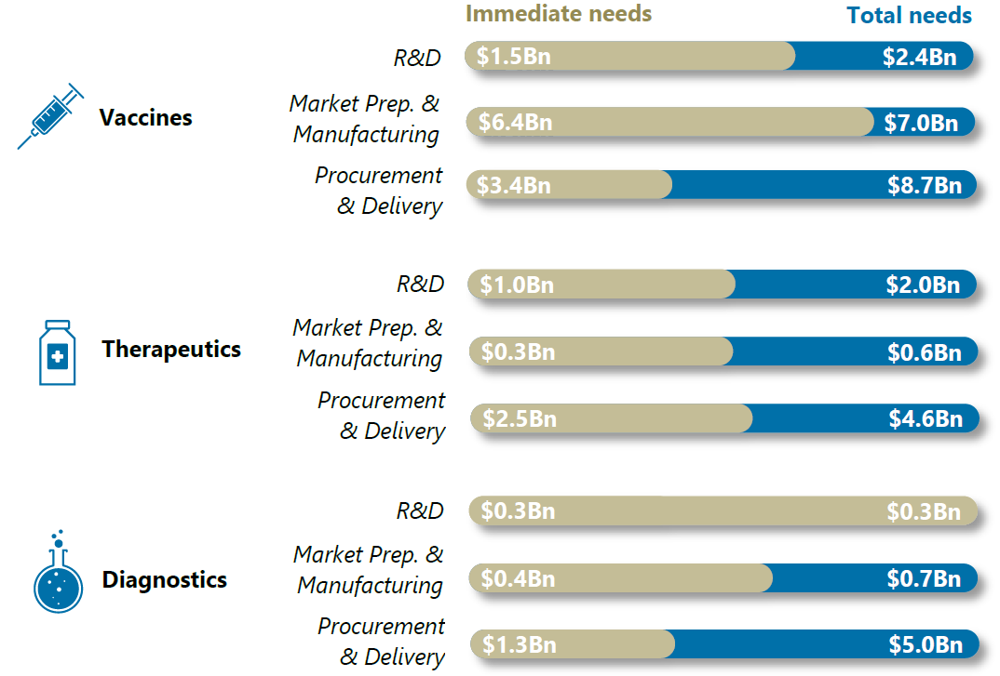 Immediate needs Total needs
R&D $1.5Bn $2.4Bn
Vaccines
Market Prep. &
Manufacturing
$6.4Bn $7.0Bn
Procurement
& Delivery
$3.4Bn $8.7Bn
R&D $1.0Bn $2.0Bn
Therapeutics
Market Prep. &
Manufacturing
$0.3Bn $0.6Bn
Procurement
& Delivery
$2.5Bn $4.6Bn
R&D $0.3Bn $0.3Bn
Diagnostics
Market Prep. &
Manufacturing
$0.4Bn $0.7Bn
Procurement
& Delivery
$1.3Bn $5.0Bn